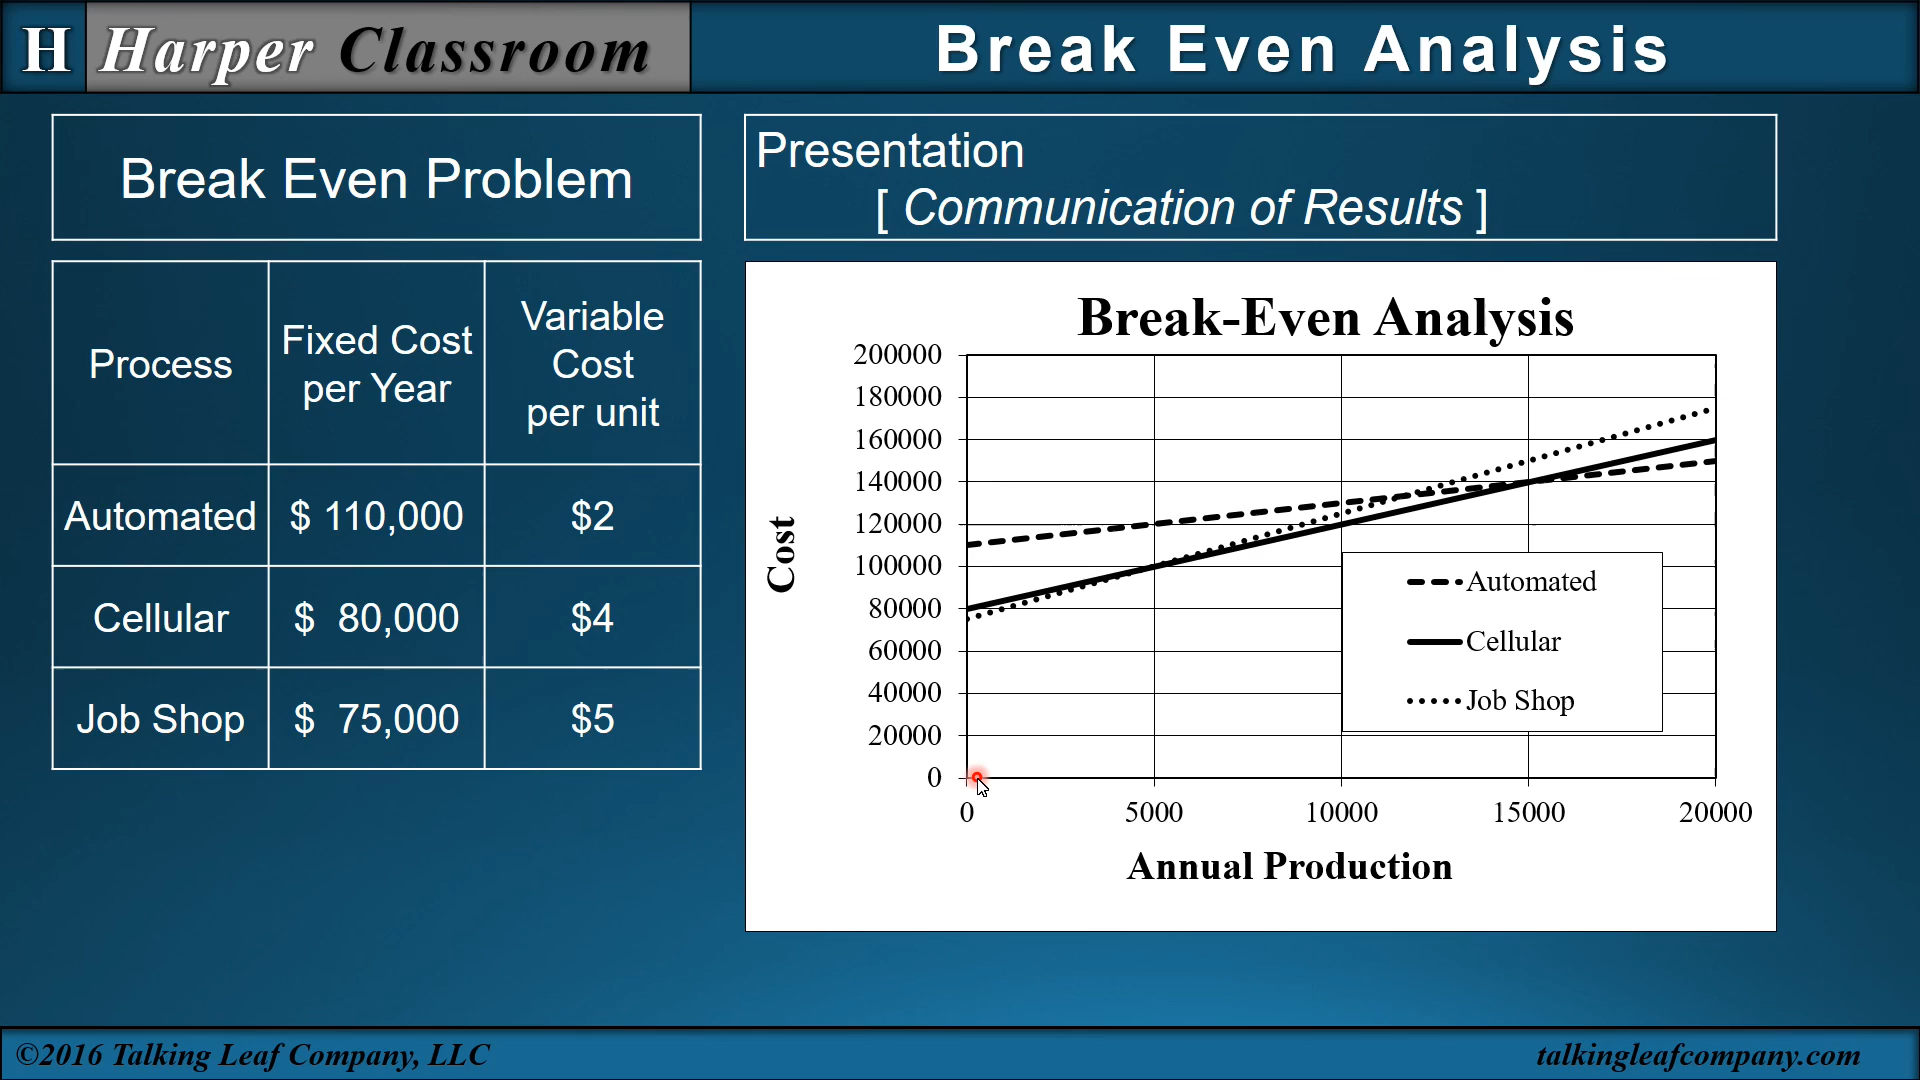 H Harper Classroom
Break Even Analysis
Break Even Problem
Process
Fixed Cost
per Year
Variable
Cost
per unit
Automated $ 110,000 $2
Cellular $ 80,000 $4
Job Shop $ 75,000 $5
Presentation
[ Communication of Results ]
Break-Even Analysis
200000
180000
160000
140000
120000
100000
80000
60000
40000
20000
0
Cost
Automated
Cellular
Job Shop
0 5000 10000 15000 20000
Annual Production
©2016 Talking Leaf Company, LLC
talkingleafcompany.com